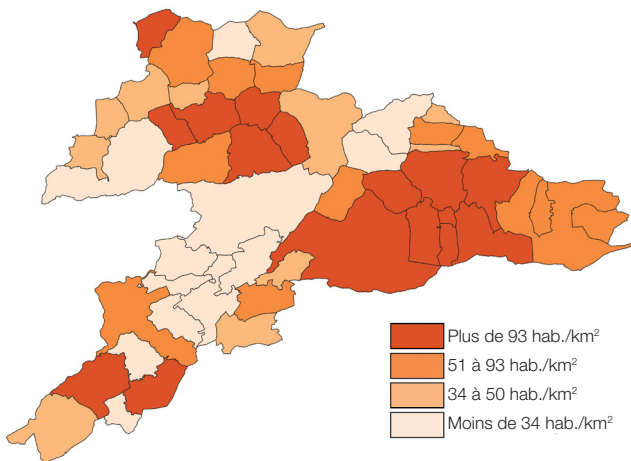 Plus de 93 hab./km²
51 à 93 hab./km²
34 à 50 hab./km²
Moins de 34 hab./km²